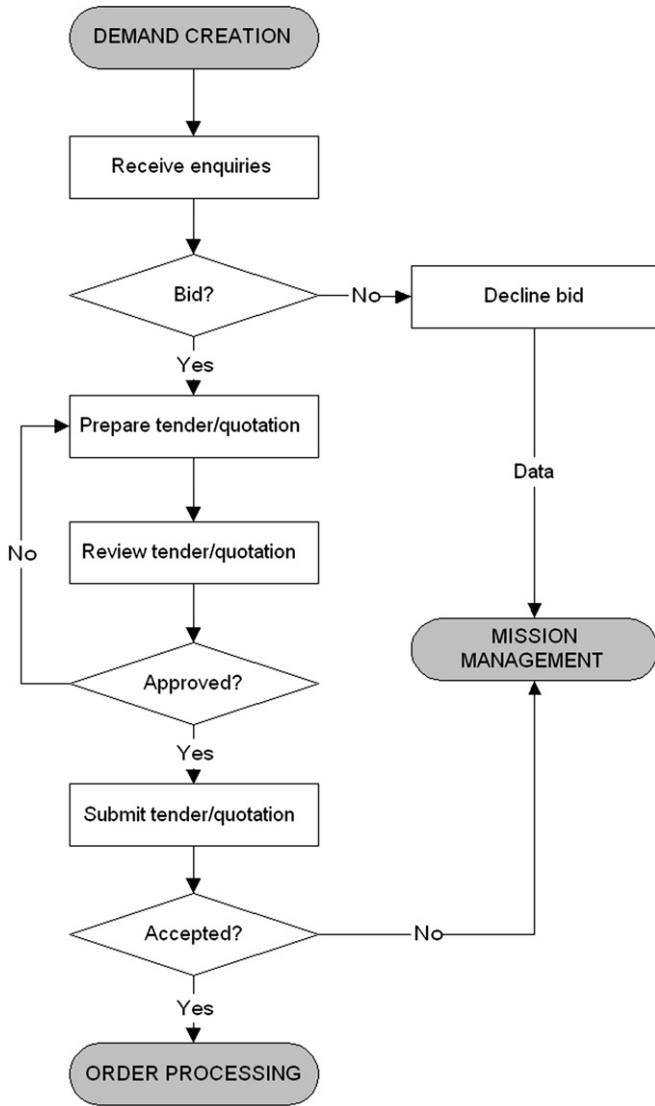 DEMAND CREATION
Receive enquiries
Bid?
No
Decline bid
Yes
Prepare tender/quotation
Data
Review tender/quotation
No
MISSION
MANAGEMENT
Approved?
Yes
Submit tender/quotation
Accepted?
No
Yes
ORDER PROCESSING